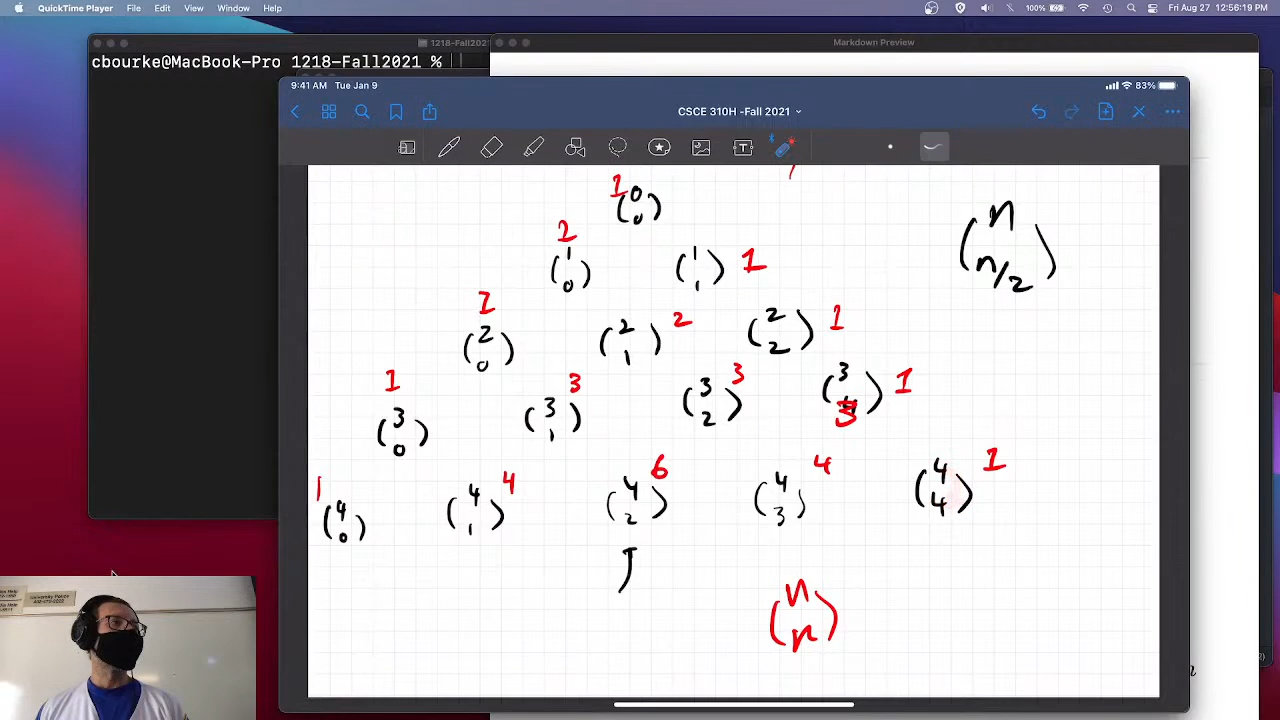 QuickTime Player File Edit View Window Help 100% Fri Aug 27 12:56:19 PM
1218-Fall2021
Markdown Preview
cbourke@MacBook-Pro 1218-Fall2021 %
9:41 AM Tue Jan 9 83%
CSCE 310H -Fall 2021
1
(0 0)
2 1
(1 0) (1 1)
1 2 1
(2 0) (2 1) (2 2)
1 3 3 1
(3 0) (3 1) (3 2) (3 3)
1 4 6 4 1
(4 0) (4 1) (4 2) (4 3) (4 4)
(n n/2)
(n n)